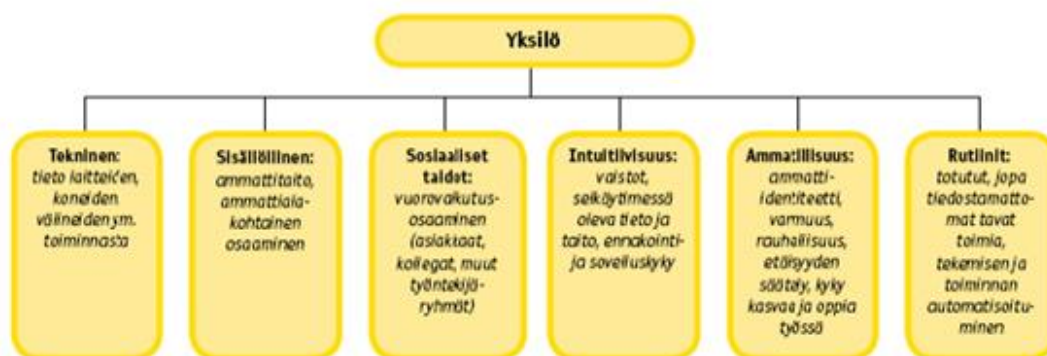 Yksilö
Tekninen:
tieto laitteiden,
koneiden
välineiden ym.
toiminnasta
Sisällöllinen:
ammattitaito,
ammattiala-
kohtainen
osaaminen
Sosiaaliset
taidot:
vuorovaikutus-
osaaminen
(asiakkaat,
kollegat, muut
työntekijä-
ryhmät)
Intuitiivisuus:
vaistot,
selkäytimessä
oleva tieto ja
taito, ennakointi-
ja sovelluskyky
Ammatillisuus:
ammatti-
identiteetti,
varmuus,
rauhallisuus,
etäisyyden
säätely, kyky
kasvaa ja oppia
työssä
Rutiinit:
totutut, jopa
tiedostamatto-
mat tavat
toimia,
tekemisen ja
toiminnan
automatisoitu-
minen